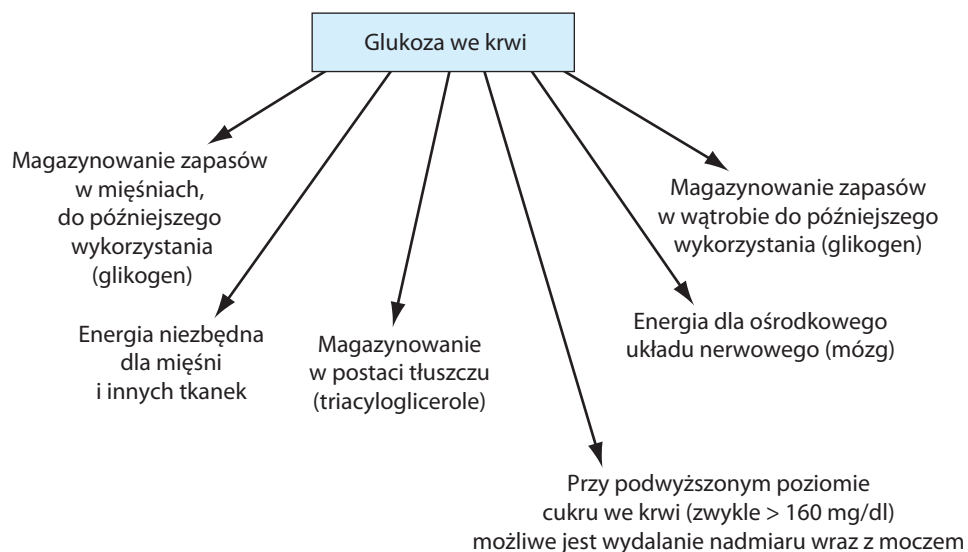 Glukoza we krwi
Magazynowanie zapasów
w mięśniach,
do późniejszego
wykorzystania
(glikogen)
Energia niezbędna
dla mięśni
i innych tkanek
Magazynowanie
w postaci tłuszczu
(triacyloglicerole)
Przy podwyższonym poziomie
cukru we krwi (zwykle > 160 mg/dl)
możliwe jest wydalanie nadmiaru wraz z moczem
Energia dla ośrodkowego
układu nerwowego (mózg)
Magazynowanie zapasów
w wątrobie do późniejszego
wykorzystania (glikogen)